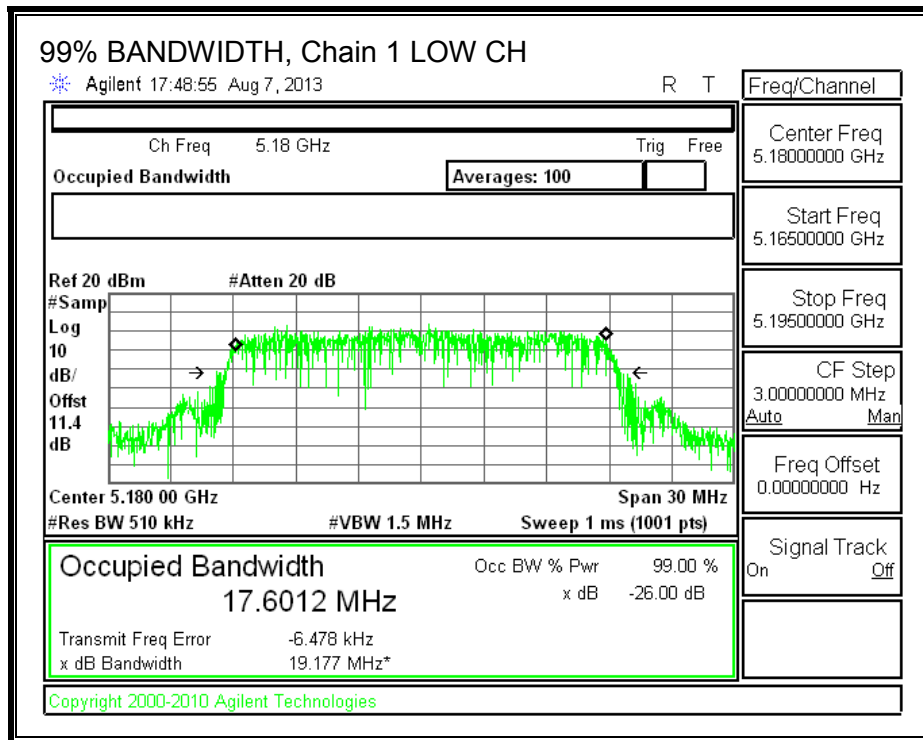 99% BANDWIDTH, Chain 1 LOW CH
Agilent 17:48:55 Aug 7, 2013 R T
Freq/Channel
Ch Freq 5.18 GHz Trig Free
Occupied Bandwidth Averages: 100
Center Freq
5.18000000 GHz
Start Freq
5.16500000 GHz
Stop Freq
5.19500000 GHz
CF Step
3.00000000 MHz
Auto Man
Freq Offset
0.00000000 Hz
Signal Track
On Off
Ref 20 dBm #Atten 20 dB
#Samp
Log
10
dB/
Offst
11.4
dB
Center 5.180 00 GHz Span 30 MHz
#Res BW 510 kHz #VBW 1.5 MHz Sweep 1 ms (1001 pts)
Occupied Bandwidth Occ BW % Pwr 99.00 %
17.6012 MHz x dB -26.00 dB
Transmit Freq Error -6.478 kHz
x dB Bandwidth 19.177 MHz*
Copyright 2000-2010 Agilent Technologies